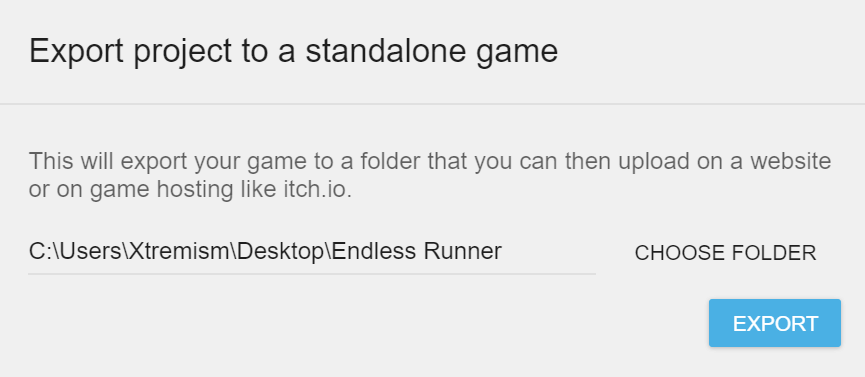 Export project to a standalone game
This will export your game to a folder that you can then upload on a website
or on game hosting like itch.io.
C:\Users\Xtremism\Desktop\Endless Runner
CHOOSE FOLDER
EXPORT